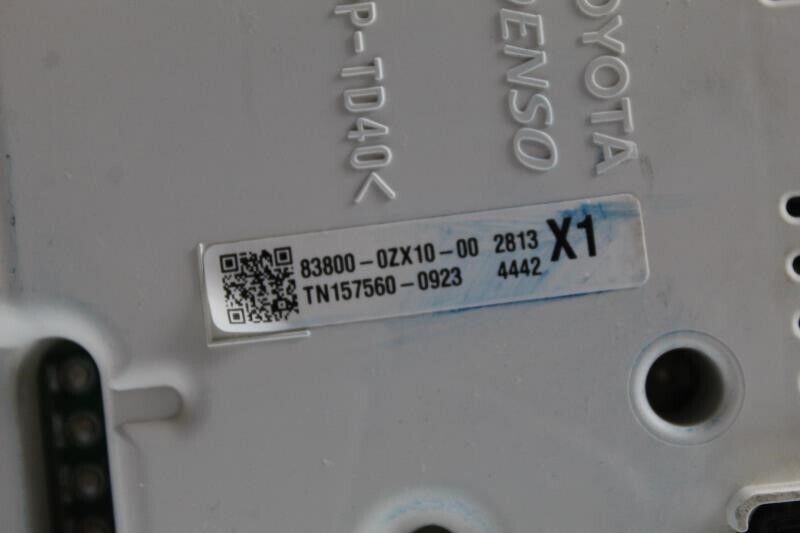 TOYOTA
DENSO
P-TD40<
83800-0ZX10-00 2813 X1
TN157560-0923 4442